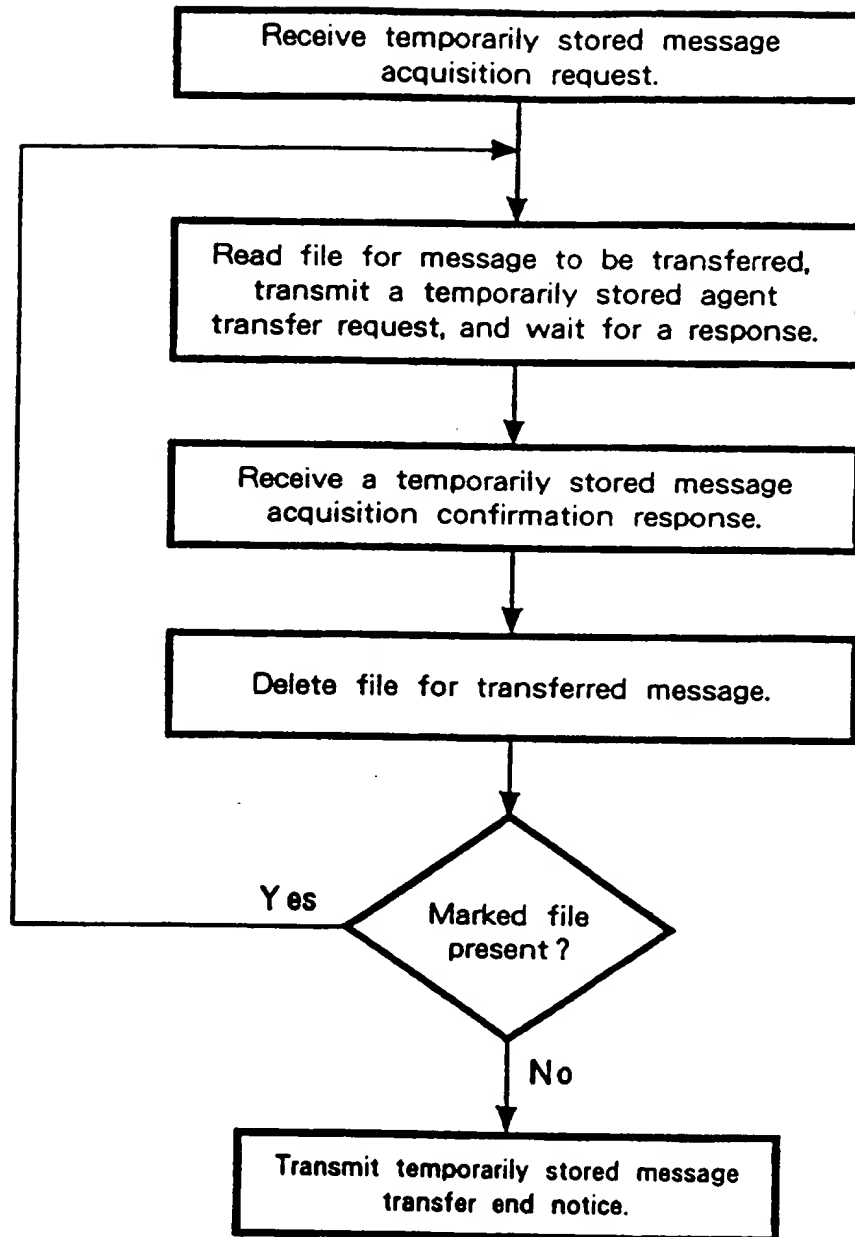 Receive temporarily stored message
acquisition request.
Read file for message to be transferred,
transmit a temporarily stored agent
transfer request, and wait for a response.
Receive a temporarily stored message
acquisition confirmation response.
Delete file for transferred message.
Yes
Marked file
present?
No
Transmit temporarily stored message
transfer end notice.